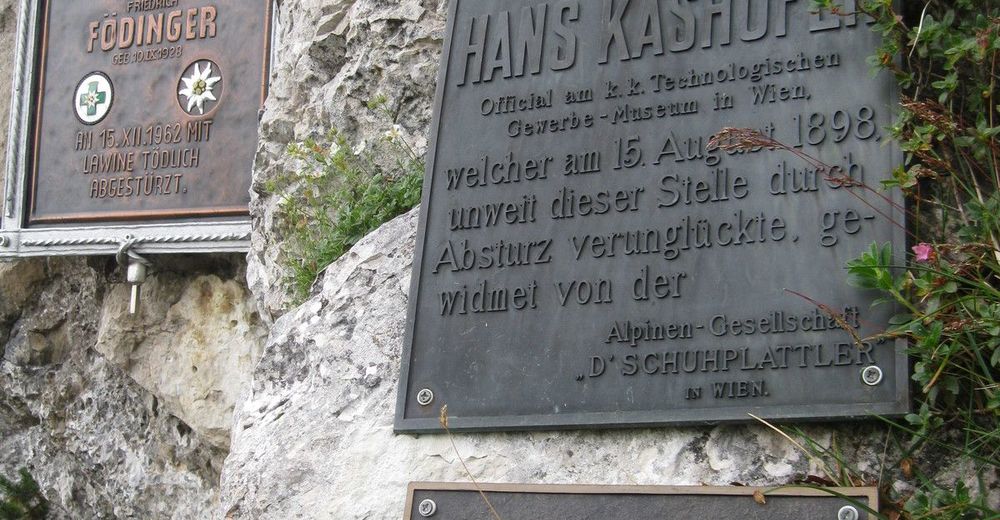 FRIEDRICH
FÖDINGER
GEB 10.IX.1928
AN 15. XII. 1962 MIT
LAWINE TÖDLICH
ABGESTÜRZT.
HANS KASHOFER
Official am k. k. Technologischen
Gewerbe-Museum in Wien,
welcher am 15. August 1898,
unweit dieser Stelle durch
Absturz verunglückte, ge-
widmet von der
Alpinen-Gesellschaft
„D'SCHUHPLATTLER
IN WIEN.